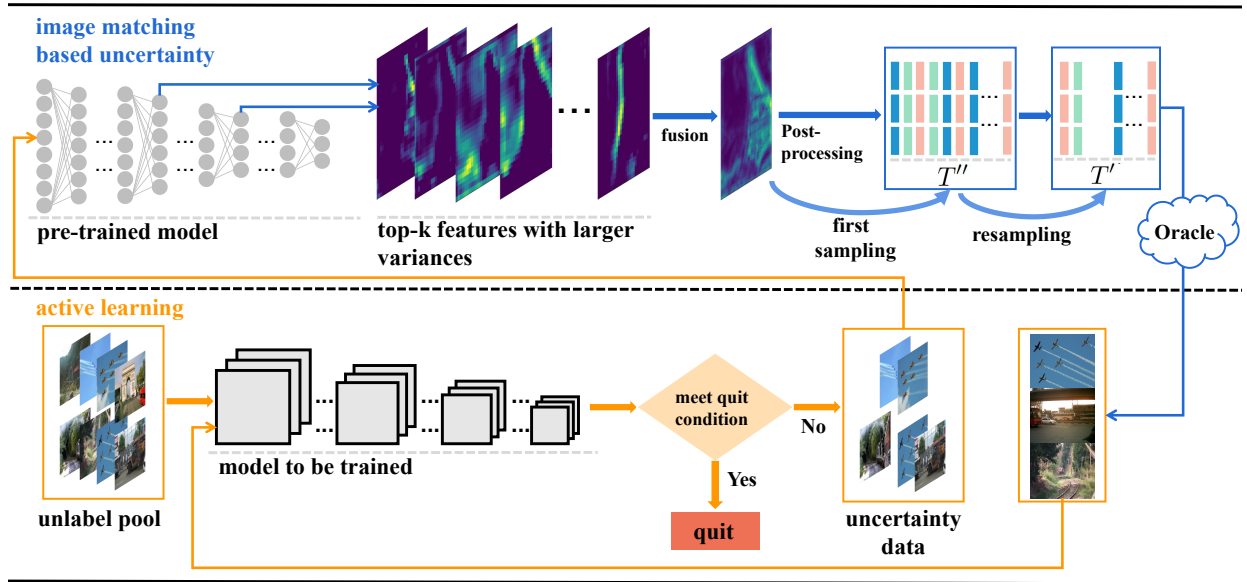 image matching
based uncertainty
...
...
...
...
...
...
...
fusion
Post-
processing
...
...
T''
...
...
T'
pre-trained model
top-k features with larger
variances
first
sampling
resampling
Oracle
active learning
...
...
...
...
...
...
meet quit
condition
No
Yes
model to be trained
unlabel pool
quit
uncertainty
data